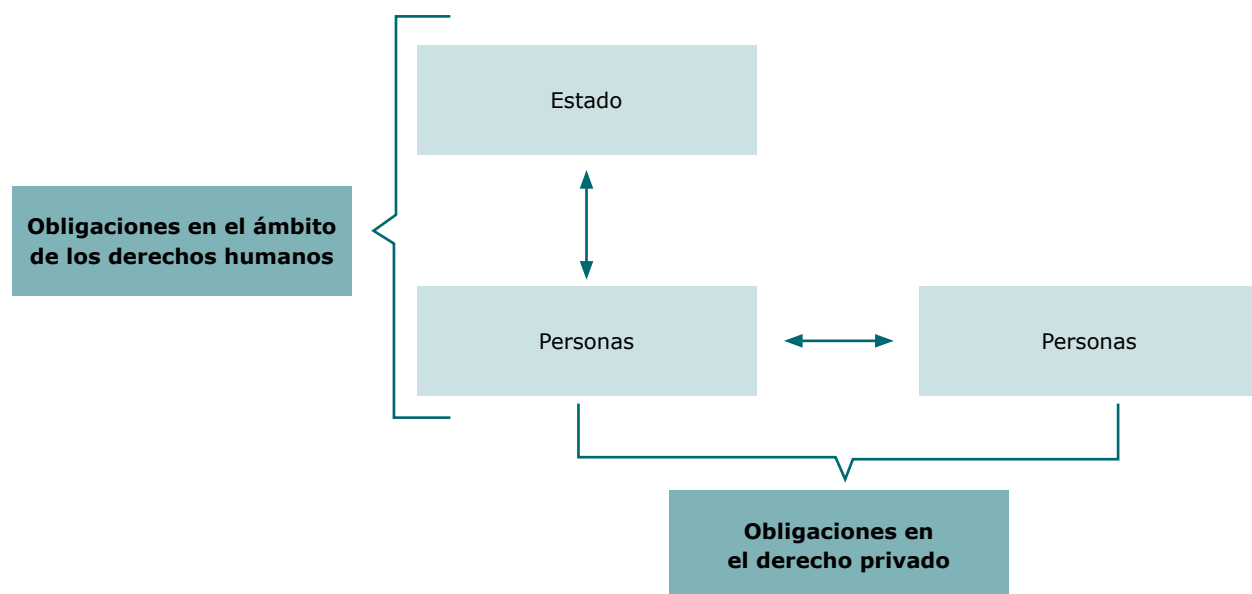 Estado
Obligaciones en el ámbito
de los derechos humanos
Personas
Personas
Obligaciones en
el derecho privado